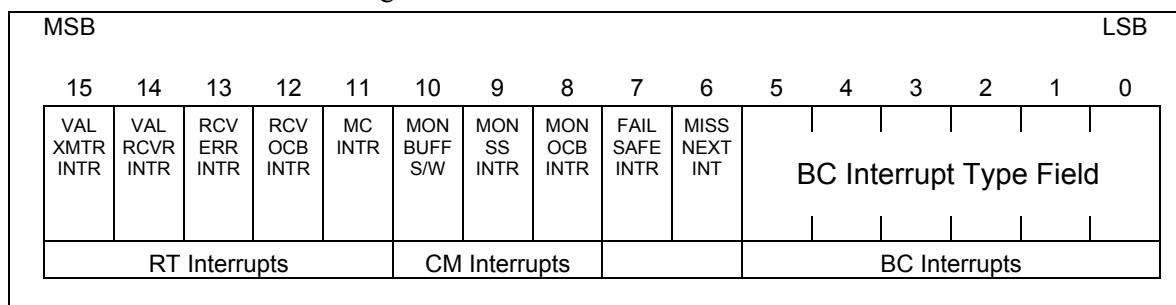 MSB LSB
15 14 13 12 11 10 9 8 7 6 5 4 3 2 1 0
VAL VAL RCV RCV MC MON MON MON FAIL MISS
XMTR RCVR ERR OCB INTR BUFF SS OCB SAFE NEXT
INTR INTR INTR INTR S/W INTR INTR INTR INT
BC Interrupt Type Field
RT Interrupts CM Interrupts BC Interrupts